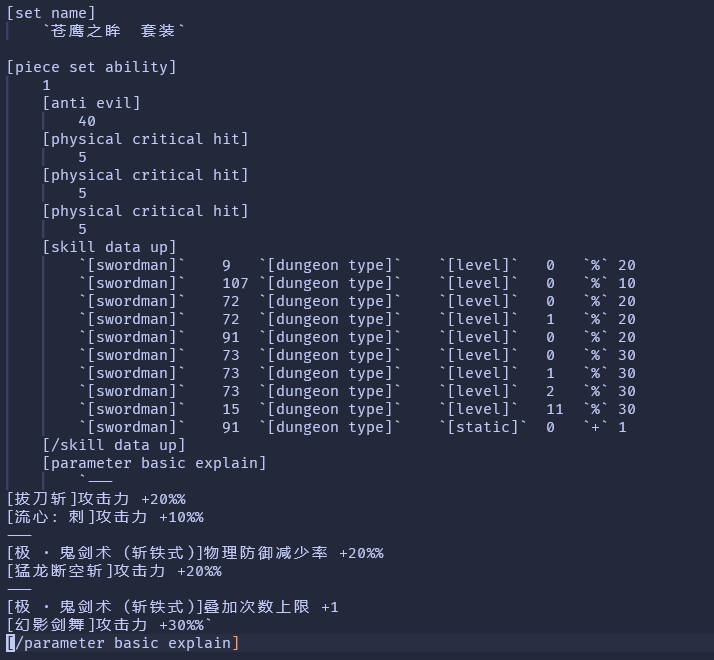 [set name]
`苍鹰之眸  套装`
[piece set ability]
1
[anti evil]
40
[physical critical hit]
5
[physical critical hit]
5
[physical critical hit]
5
[skill data up]
`[swordman]` 9 `[dungeon type]` `[level]` 0 `%` 20
`[swordman]` 107 `[dungeon type]` `[level]` 0 `%` 10
`[swordman]` 72 `[dungeon type]` `[level]` 0 `%` 20
`[swordman]` 72 `[dungeon type]` `[level]` 1 `%` 20
`[swordman]` 91 `[dungeon type]` `[level]` 0 `%` 20
`[swordman]` 73 `[dungeon type]` `[level]` 0 `%` 30
`[swordman]` 73 `[dungeon type]` `[level]` 1 `%` 30
`[swordman]` 73 `[dungeon type]` `[level]` 2 `%` 30
`[swordman]` 15 `[dungeon type]` `[level]` 11 `%` 30
`[swordman]` 91 `[dungeon type]` `[static]` 0 `+` 1
[/skill data up]
[parameter basic explain]
`---
[拔刀斩]攻击力 +20%%
[流心: 刺]攻击力 +10%%
---
[极 · 鬼剑术 (斩铁式)]物理防御减少率 +20%%
[猛龙断空斩]攻击力 +20%%
---
[极 · 鬼剑术 (斩铁式)]叠加次数上限 +1
[幻影剑舞]攻击力 +30%%`
[/parameter basic explain]